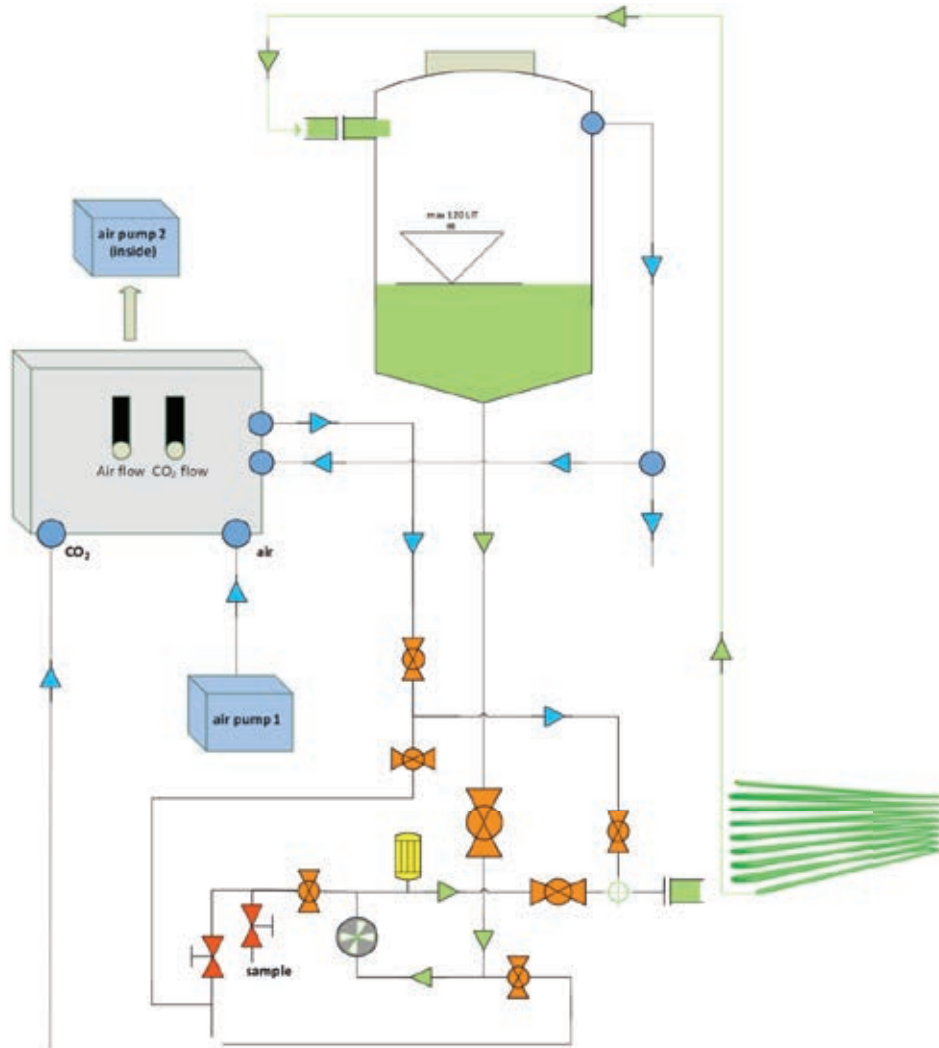 max 120 LIT
air pump 2
(inside)
Air flow CO₂ flow
CO₂
air
air pump 1
sample